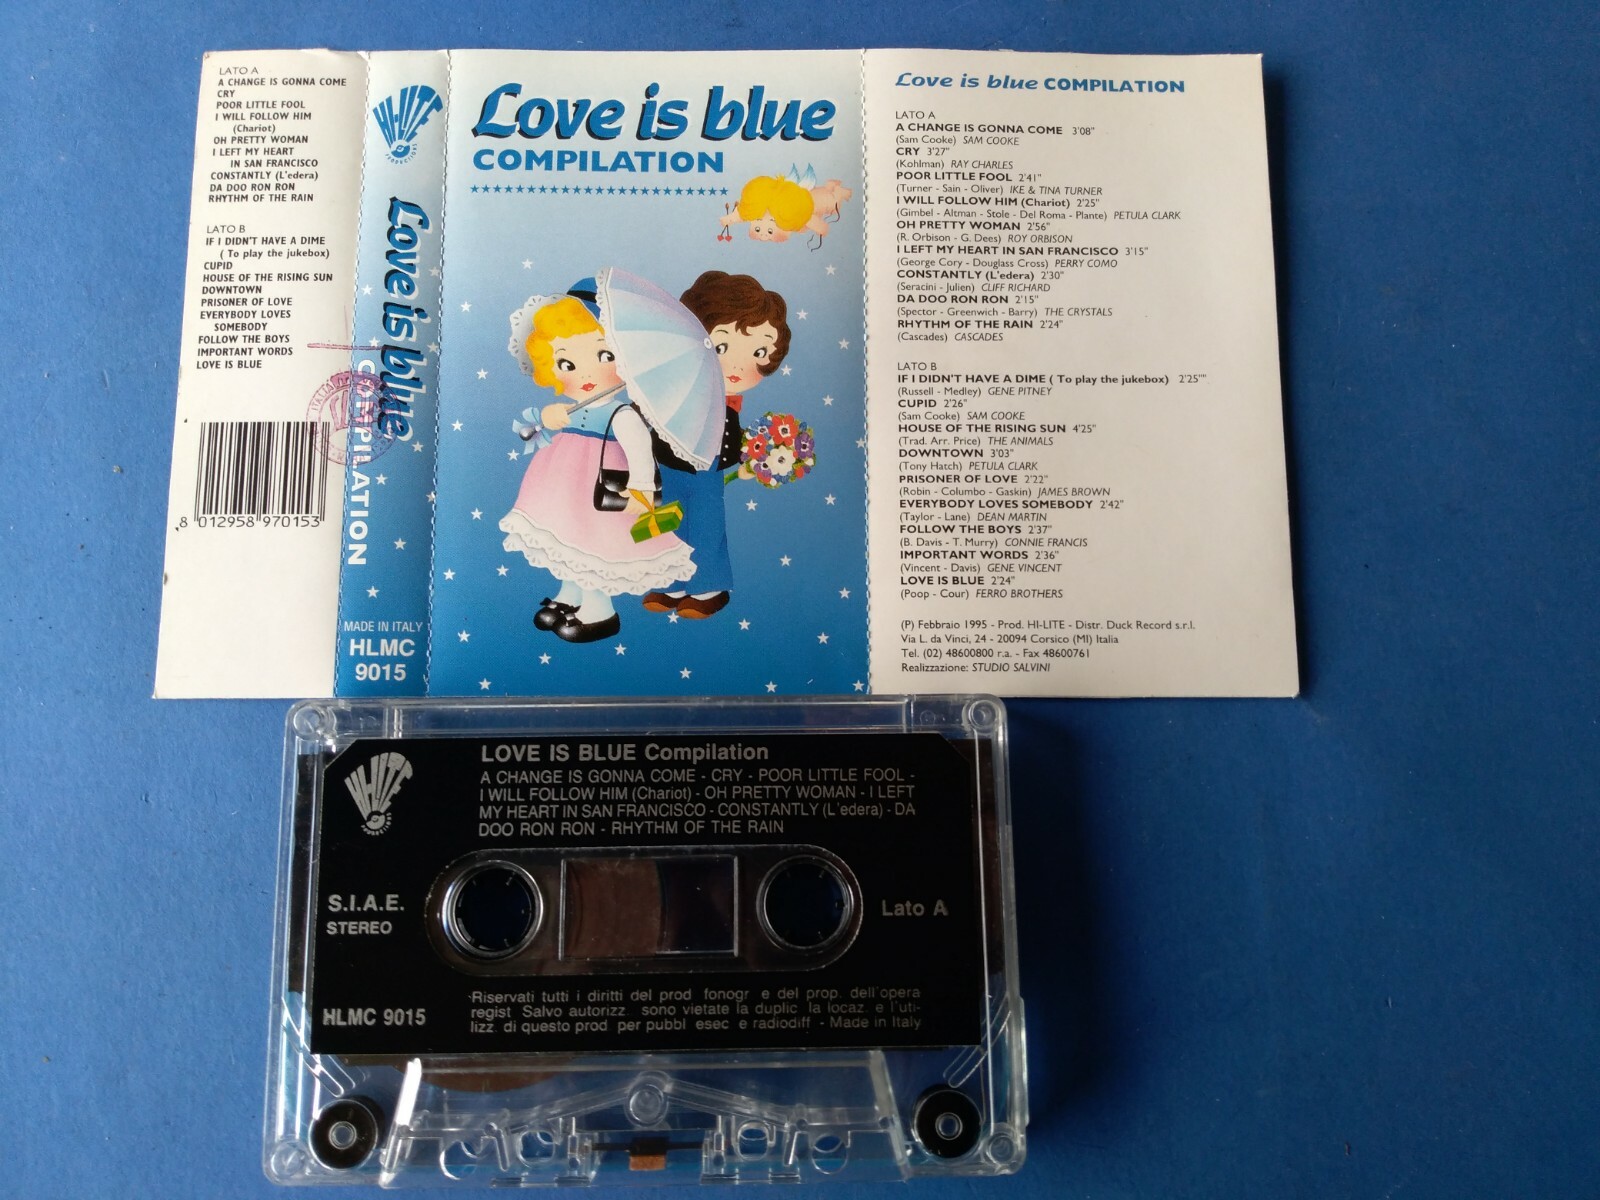 LATO A
A CHANGE IS GONNA COME
CRY
POOR LITTLE FOOL
I WILL FOLLOW HIM
(Chariot)
OH PRETTY WOMAN
I LEFT MY HEART
IN SAN FRANCISCO
CONSTANTLY (L'edera)
DA DOO RON RON
RHYTHM OF THE RAIN
LATO B
IF I DIDN'T HAVE A DIME
( To play the jukebox)
CUPID
HOUSE OF THE RISING SUN
DOWNTOWN
PRISONER OF LOVE
EVERYBODY LOVES
SOMEBODY
FOLLOW THE BOYS
IMPORTANT WORDS
LOVE IS BLUE
8 012958 970153
HI-LITE
PRODUCTIONS
Love is blue
COMPILATION
MADE IN ITALY
HLMC
9015
Love is blue
COMPILATION
Love is blue COMPILATION
LATO A
A CHANGE IS GONNA COME 3'08"
(Sam Cooke) SAM COOKE
CRY 3'27"
(Kohlman) RAY CHARLES
POOR LITTLE FOOL 2'41"
(Turner - Sain - Oliver) IKE & TINA TURNER
I WILL FOLLOW HIM (Chariot) 2'25"
(Gimbel - Altman - Stole - Del Roma - Plante) PETULA CLARK
OH PRETTY WOMAN 2'56"
(R. Orbison - G. Dees) ROY ORBISON
I LEFT MY HEART IN SAN FRANCISCO 3'15"
(George Cory - Douglass Cross) PERRY COMO
CONSTANTLY (L'edera) 2'30"
(Seracini - Julien) CLIFF RICHARD
DA DOO RON RON 2'15"
(Spector - Greenwich - Barry) THE CRYSTALS
RHYTHM OF THE RAIN 2'24"
(Cascades) CASCADES
LATO B
IF I DIDN'T HAVE A DIME ( To play the jukebox) 2'25""
(Russell - Medley) GENE PITNEY
CUPID 2'26"
(Sam Cooke) SAM COOKE
HOUSE OF THE RISING SUN 4'25"
(Trad. Arr. Price) THE ANIMALS
DOWNTOWN 3'03"
(Tony Hatch) PETULA CLARK
PRISONER OF LOVE 2'22"
(Robin - Columbo - Gaskin) JAMES BROWN
EVERYBODY LOVES SOMEBODY 2'42"
(Taylor - Lane) DEAN MARTIN
FOLLOW THE BOYS 2'37"
(B. Davis - T. Murry) CONNIE FRANCIS
IMPORTANT WORDS 2'36"
(Vincent - Davis) GENE VINCENT
LOVE IS BLUE 2'24"
(Poop - Cour) FERRO BROTHERS
(P) Febbraio 1995 - Prod. HI-LITE - Distr. Duck Record s.r.l.
Via L. da Vinci, 24 - 20094 Corsico (MI) Italia
Tel. (02) 48600800 r.a. - Fax 48600761
Realizzazione: STUDIO SALVINI
HI-LITE
PRODUCTIONS
LOVE IS BLUE Compilation
A CHANGE IS GONNA COME - CRY - POOR LITTLE FOOL -
I WILL FOLLOW HIM (Chariot) - OH PRETTY WOMAN - I LEFT
MY HEART IN SAN FRANCISCO - CONSTANTLY (L'edera) - DA
DOO RON RON - RHYTHM OF THE RAIN
S.I.A.E.
STEREO
Lato A
HLMC 9015
Riservati tutti i diritti del prod fonogr e del prop. dell'opera
regist Salvo autorizz sono vietate la duplic la locaz. e l'uti-
lizz. di questo prod per pubbl esec e radiodiff - Made in Italy